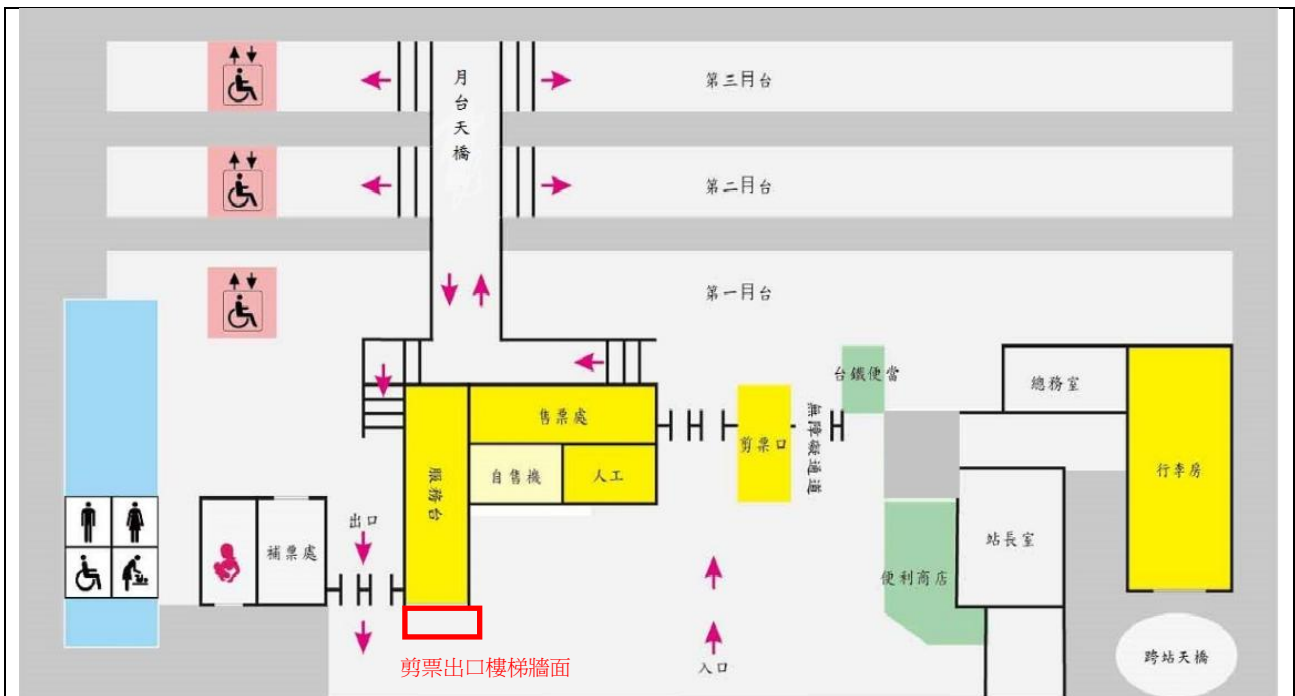 月台天橋
第三月台
第二月台
第一月台
台鐵便當
總務室
售票處
剪票口
無障礙通道
自售機
人工
服務台
行李房
出口
補票處
站長室
便利商店
剪票出口樓梯牆面
入口
跨站天橋